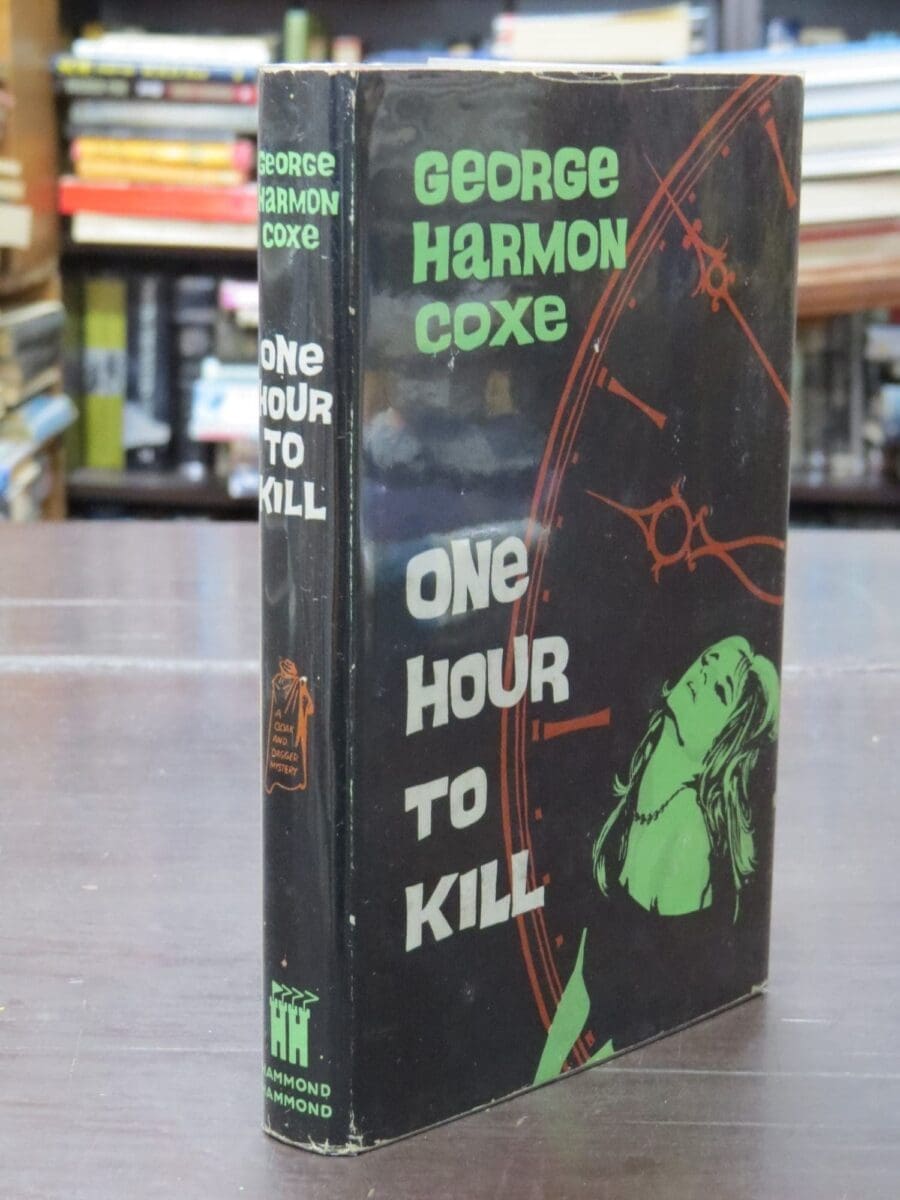 GEORGE
HARMON
COXE
ONE
HOUR
TO
KILL
A
CLOAK
AND
DAGGER
MYSTERY
HAMMOND
HAMMOND
GEORGE
HARMON
COXE
ONE
HOUR
TO
KILL